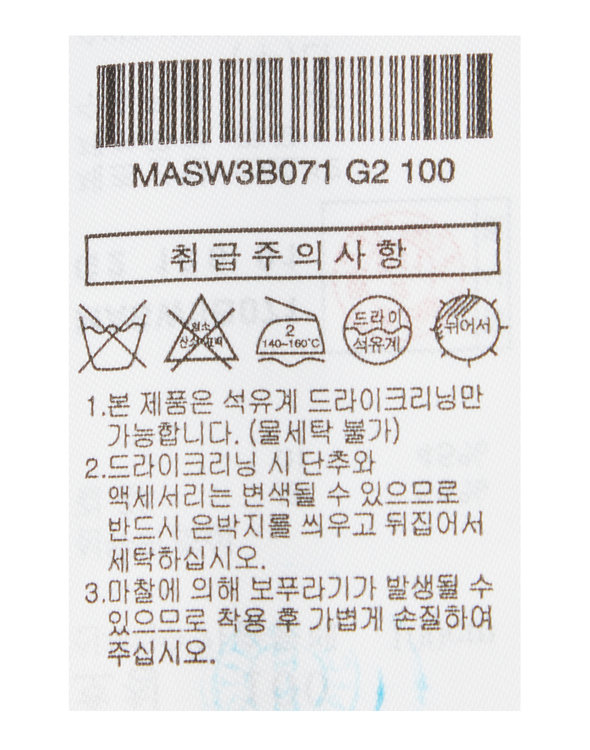 MASW3B071 G2 100
취급주의사항
염소
산소표백
2
140~160°C
드라이
석유계
뉘어서
1.본 제품은 석유계 드라이크리닝만
가능합니다. (물세탁 불가)
2.드라이크리닝 시 단추와
액세서리는 변색될 수 있으므로
반드시 은박지를 씌우고 뒤집어서
세탁하십시오.
3.마찰에 의해 보푸라기가 발생될 수
있으므로 착용 후 가볍게 손질하여
주십시오.